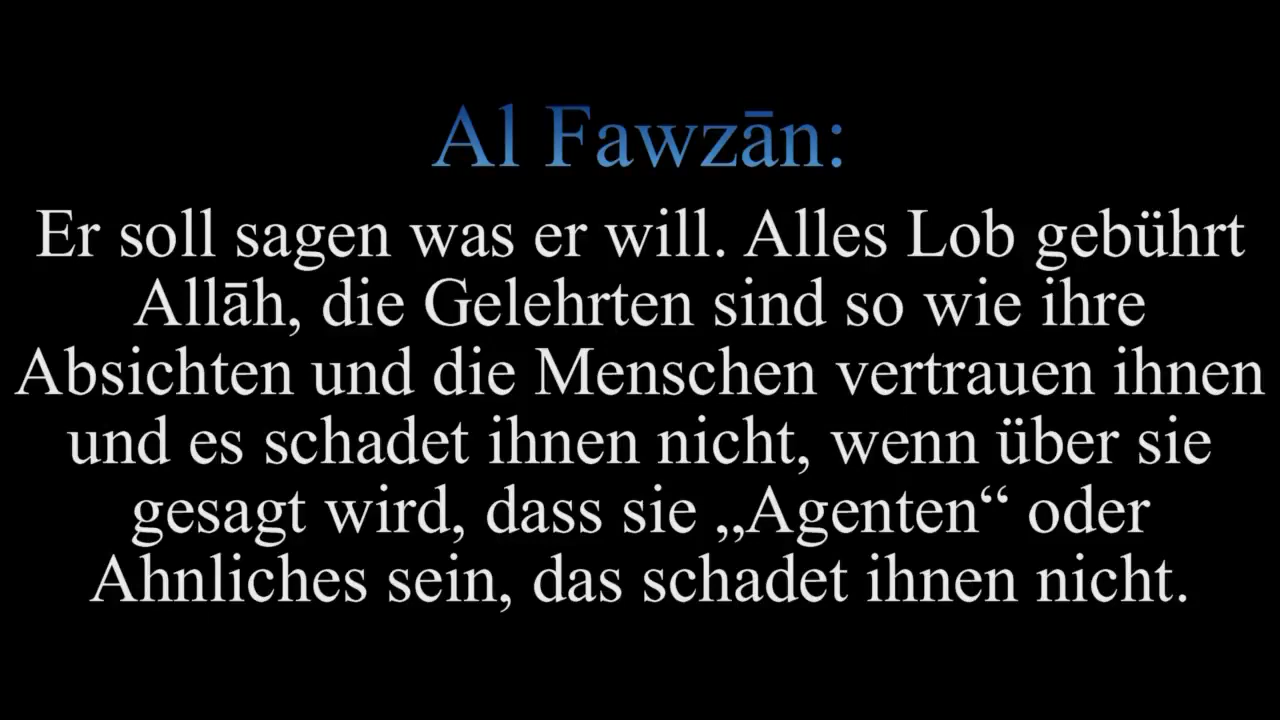 Al Fawzān:
Er soll sagen was er will. Alles Lob gebührt
Allāh, die Gelehrten sind so wie ihre
Absichten und die Menschen vertrauen ihnen
und es schadet ihnen nicht, wenn über sie
gesagt wird, dass sie „Agenten“ oder
Ahnliches sein, das schadet ihnen nicht.